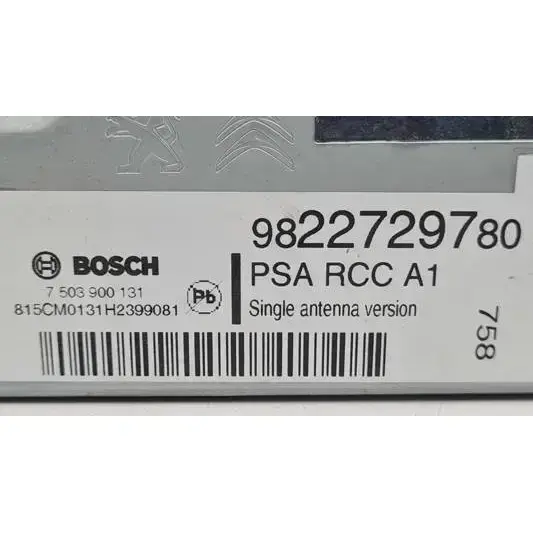 BOSCH
7 503 900 131
815CM0131H2399081
Pb
9822729780
PSA RCC A1
Single antenna version
758